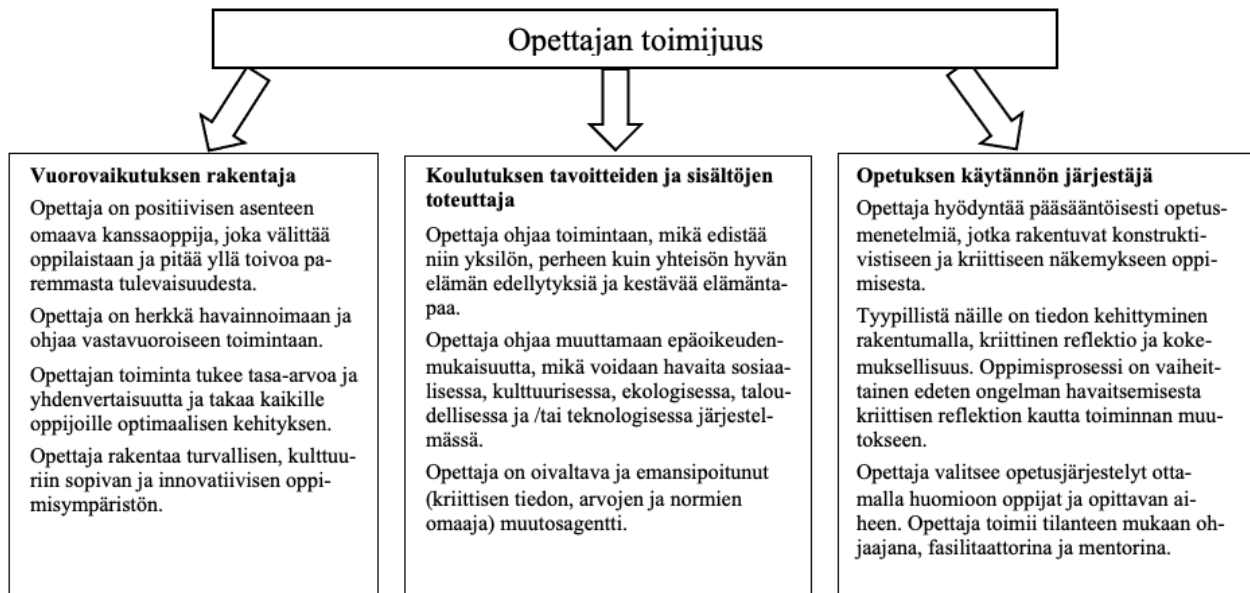 Opettajan toimijuus
Vuorovaikutuksen rakentaja
Opettaja on positiivisen asenteen
omaava kanssaoppija, joka välittää
oppilaistaan ja pitää yllä toivoa pa-
remmasta tulevaisuudesta.
Opettaja on herkkä havainnoimaan ja
ohjaa vastavuoroiseen toimintaan.
Opettajan toiminta tukee tasa-arvoa ja
yhdenvertaisuutta ja takaa kaikille
oppijoille optimaalisen kehityksen.
Opettaja rakentaa turvallisen, kulttuu-
riin sopivan ja innovatiivisen oppi-
misympäristön.
Koulutuksen tavoitteiden ja sisältöjen
toteuttaja
Opettaja ohjaa toimintaan, mikä edistää
niin yksilön, perheen kuin yhteisön hyvän
elämän edellytyksiä ja kestävää elämänta-
paa.
Opettaja ohjaa muuttamaan epäoikeuden-
mukaisuutta, mikä voidaan havaita sosiaa-
lisessa, kulttuurisessa, ekologisessa, talou-
dellisessa ja /tai teknologisessa järjestel-
mässä.
Opettaja on oivaltava ja emansipoitunut
(kriittisen tiedon, arvojen ja normien
omaaja) muutosagentti.
Opetuksen käytännön järjestäjä
Opettaja hyödyntää pääsääntöisesti opetus-
menetelmiä, jotka rakentuvat konstrukti-
vistiseen ja kriittiseen näkemykseen oppi-
misesta.
Tyypillistä näille on tiedon kehittyminen
rakentumalla, kriittinen reflektio ja koke-
muksellisuus. Oppimisprosessi on vaiheit-
tainen edeten ongelman havaitsemisesta
kriittisen reflektion kautta toiminnan muu-
tokseen.
Opettaja valitsee opetusjärjestelyt otta-
malla huomioon oppijat ja opittavan ai-
heen. Opettaja toimii tilanteen mukaan oh-
jaajana, fasilitaattorina ja mentorina.